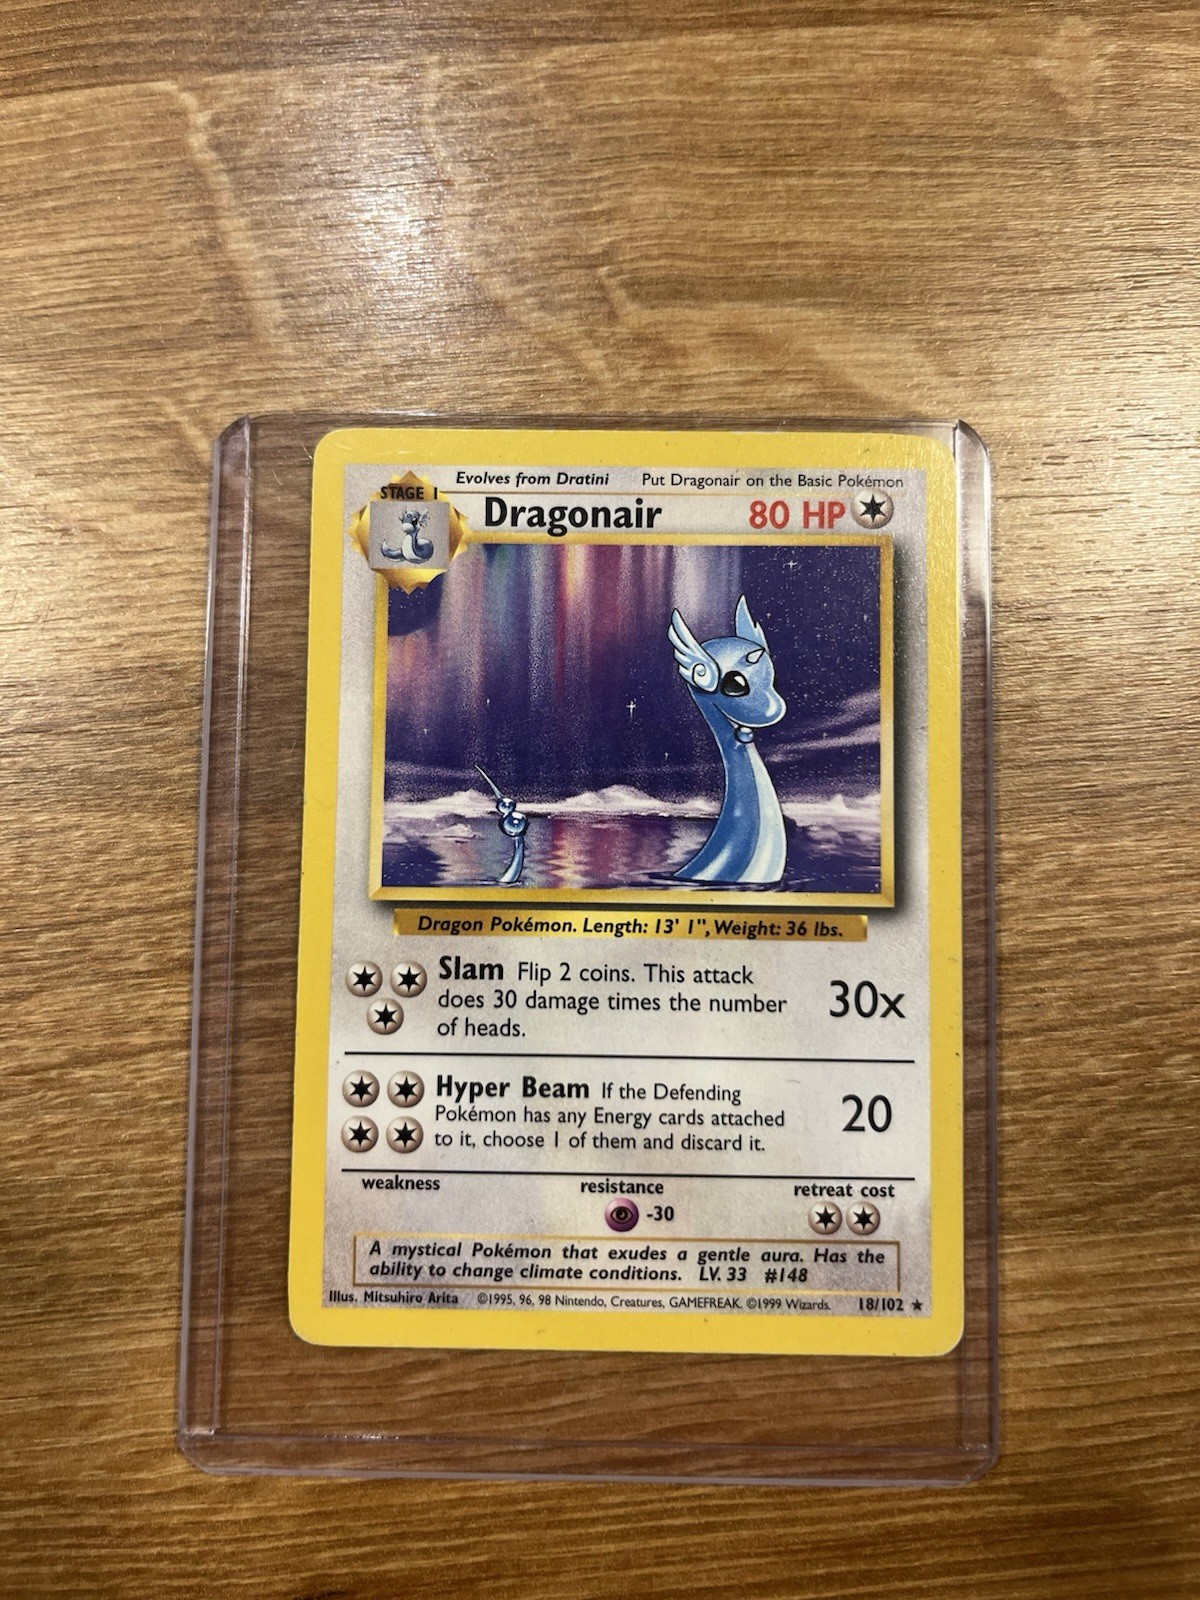 Evolves from Dratini Put Dragonair on the Basic Pokémon
STAGE 1
Dragonair 80 HP
Dragon Pokémon. Length: 13' 1", Weight: 36 lbs.
Slam Flip 2 coins. This attack
does 30 damage times the number
of heads.
30x
Hyper Beam If the Defending
Pokémon has any Energy cards attached
to it, choose 1 of them and discard it.
20
weakness resistance retreat cost
-30
A mystical Pokémon that exudes a gentle aura. Has the
ability to change climate conditions. LV. 33 #148
Illus. Mitsuhiro Arita ©1995, 96, 98 Nintendo, Creatures, GAMEFREAK. ©1999 Wizards. 18/102 ★